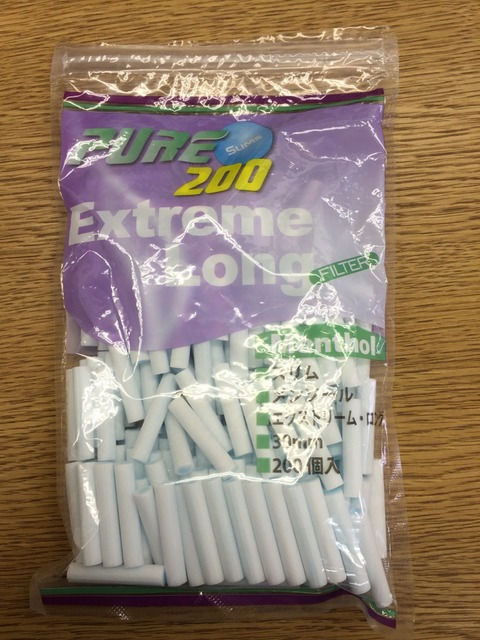 PURE
SLIMS
200
Extreme
Long
FILTER
Menthol
スリム
メンソール
エクストリーム・ロング
30mm
200個入